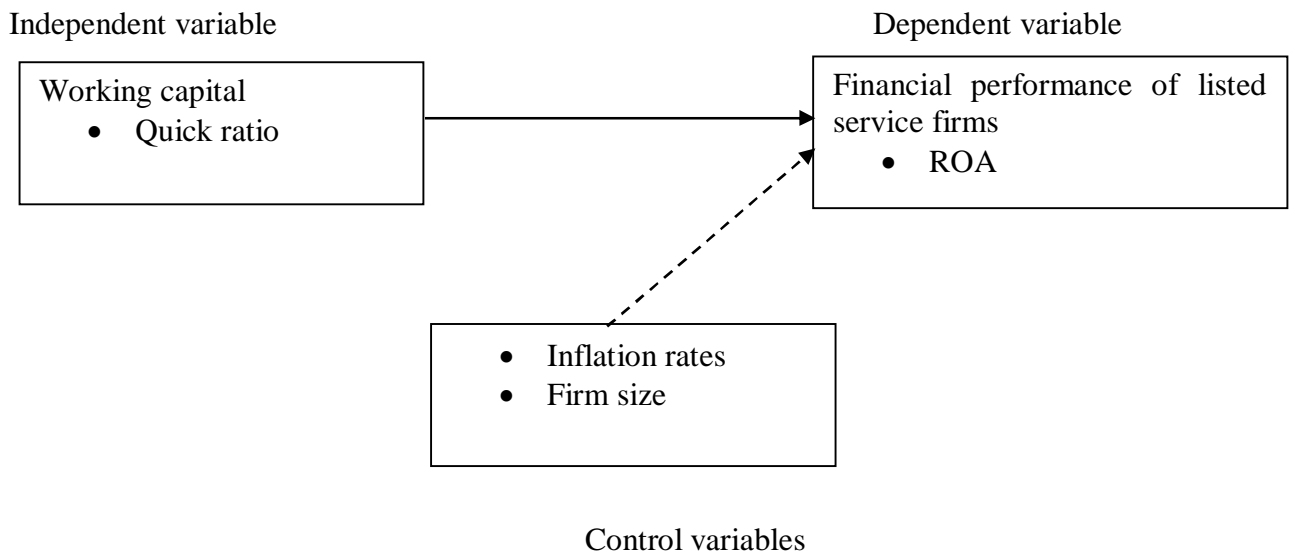 Independent variable
Dependent variable
Working capital
• Quick ratio
Financial performance of listed
service firms
• ROA
• Inflation rates
• Firm size
Control variables